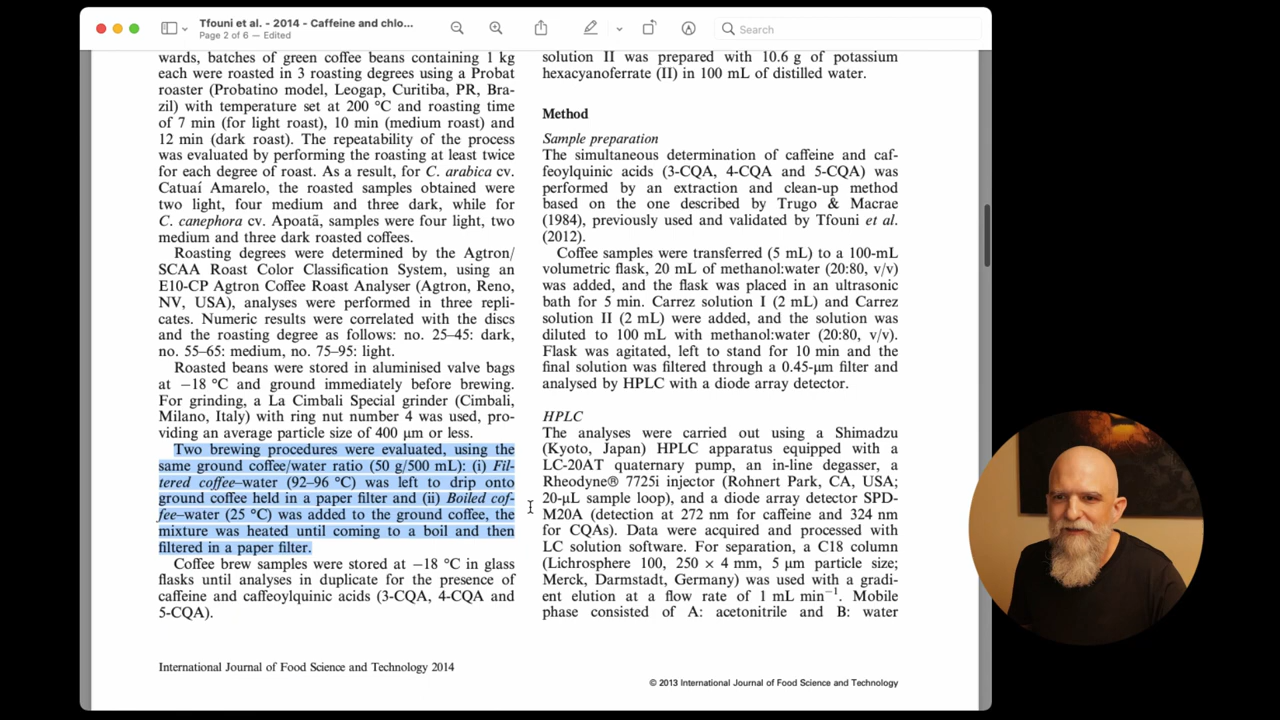 Tfouni et al. - 2014 - Caffeine and chlo...
Page 2 of 6 — Edited
Search
wards, batches of green coffee beans containing 1 kg
each were roasted in 3 roasting degrees using a Probat
roaster (Probatino model, Leogap, Curitiba, PR, Bra-
zil) with temperature set at 200 °C and roasting time
of 7 min (for light roast), 10 min (medium roast) and
12 min (dark roast). The repeatability of the process
was evaluated by performing the roasting at least twice
for each degree of roast. As a result, for C. arabica cv.
Catuaí Amarelo, the roasted samples obtained were
two light, four medium and three dark, while for
C. canephora cv. Apoatã, samples were four light, two
medium and three dark roasted coffees.
Roasting degrees were determined by the Agtron/
SCAA Roast Color Classification System, using an
E10-CP Agtron Coffee Roast Analyser (Agtron, Reno,
NV, USA), analyses were performed in three repli-
cates. Numeric results were correlated with the discs
and the roasting degree as follows: no. 25–45: dark,
no. 55–65: medium, no. 75–95: light.
Roasted beans were stored in aluminised valve bags
at −18 °C and ground immediately before brewing.
For grinding, a La Cimbali Special grinder (Cimbali,
Milano, Italy) with ring nut number 4 was used, pro-
viding an average particle size of 400 μm or less.
Two brewing procedures were evaluated, using the
same ground coffee/water ratio (50 g/500 mL): (i) Fil-
tered coffee–water (92–96 °C) was left to drip onto
ground coffee held in a paper filter and (ii) Boiled cof-
fee–water (25 °C) was added to the ground coffee, the
mixture was heated until coming to a boil and then
filtered in a paper filter.
Coffee brew samples were stored at −18 °C in glass
flasks until analyses in duplicate for the presence of
caffeine and caffeoylquinic acids (3-CQA, 4-CQA and
5-CQA).
solution II was prepared with 10.6 g of potassium
hexacyanoferrate (II) in 100 mL of distilled water.
Method
Sample preparation
The simultaneous determination of caffeine and caf-
feoylquinic acids (3-CQA, 4-CQA and 5-CQA) was
performed by an extraction and clean-up method
based on the one described by Trugo & Macrae
(1984), previously used and validated by Tfouni et al.
(2012).
Coffee samples were transferred (5 mL) to a 100-mL
volumetric flask, 20 mL of methanol:water (20:80, v/v)
was added, and the flask was placed in an ultrasonic
bath for 5 min. Carrez solution I (2 mL) and Carrez
solution II (2 mL) were added, and the solution was
diluted to 100 mL with methanol:water (20:80, v/v).
Flask was agitated, left to stand for 10 min and the
final solution was filtered through a 0.45-μm filter and
analysed by HPLC with a diode array detector.
HPLC
The analyses were carried out using a Shimadzu
(Kyoto, Japan) HPLC apparatus equipped with a
LC-20AT quaternary pump, an in-line degasser, a
Rheodyne® 7725i injector (Rohnert Park, CA, USA;
20-μL sample loop), and a diode array detector SPD-
M20A (detection at 272 nm for caffeine and 324 nm
for CQAs). Data were acquired and processed with
LC solution software. For separation, a C18 column
(Lichrosphere 100, 250 × 4 mm, 5 μm particle size;
Merck, Darmstadt, Germany) was used with a gradi-
ent elution at a flow rate of 1 mL min⁻¹. Mobile
phase consisted of A: acetonitrile and B: water
International Journal of Food Science and Technology 2014
© 2013 International Journal of Food Science and Technology